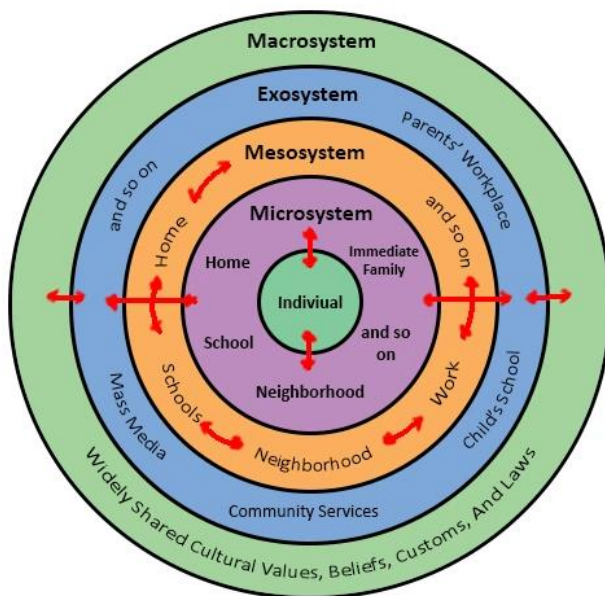 Macrosystem
Exosystem
Parents' Workplace
and so on
Mesosystem
Home
and so on
Microsystem
Home
Immediate
Family
Indiviual
School
and so
on
Neighborhood
Schools
Work
Neighborhood
Mass Media
Child's School
Community Services
Widely Shared Cultural Values, Beliefs, Customs, And Laws